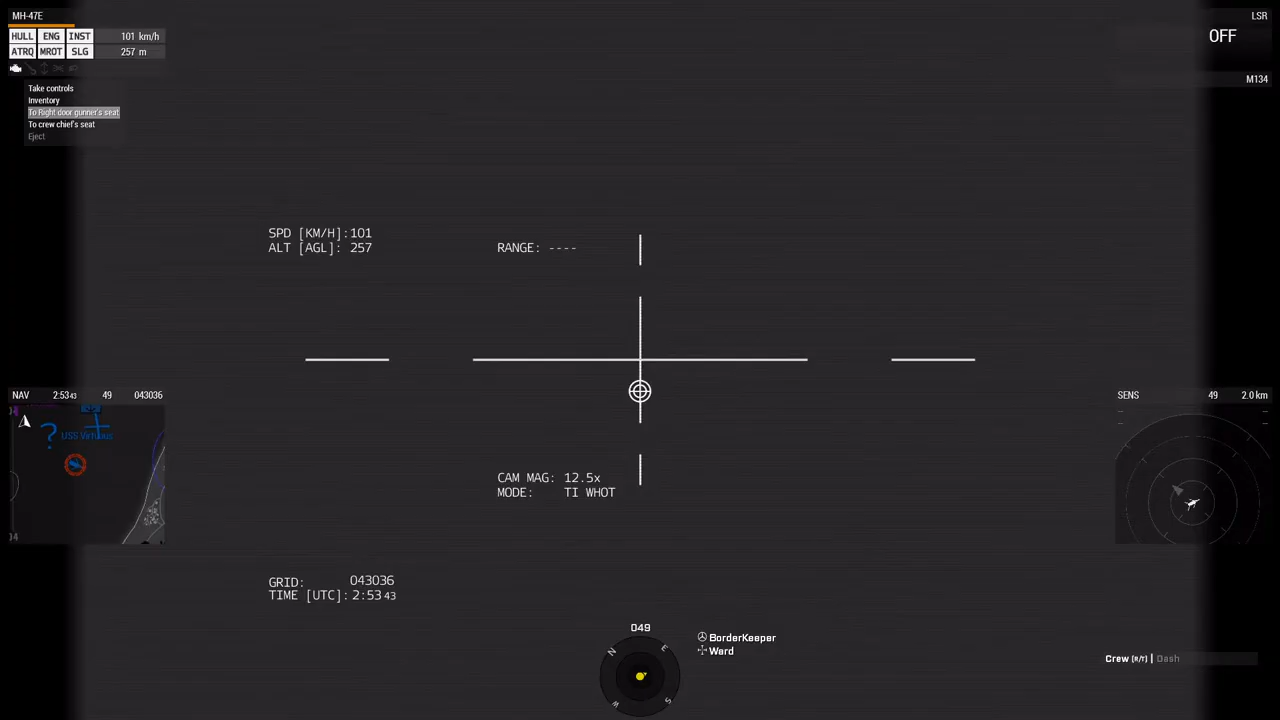 MH-47E
HULL ENG INST 101 km/h
ATRQ MROT SLG 257 m
Take controls
Inventory
To Right door gunner's seat
To crew chief's seat
Eject
LSR
OFF
M134
SPD [KM/H]: 101
ALT [AGL]: 257
RANGE: ----
NAV 2:53 43 49 043036
USS Virtuous
04
SENS 49 2.0 km
CAM MAG: 12.5x
MODE: TI WHOT
GRID: 043036
TIME [UTC]: 2:53 43
049
N E
W S
BorderKeeper
Ward
Crew (R/T) | Dash